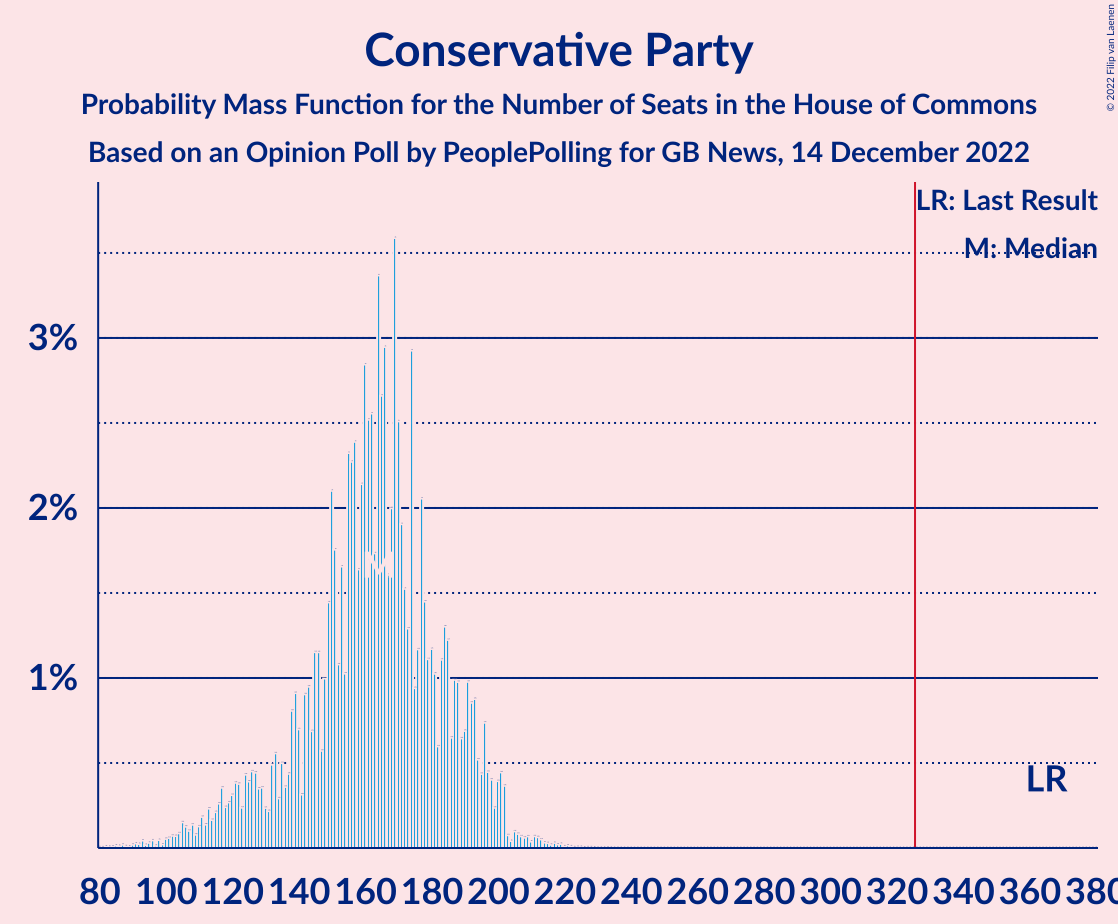 Conservative Party
Probability Mass Function for the Number of Seats in the House of Commons
Based on an Opinion Poll by PeoplePolling for GB News, 14 December 2022
© 2022 Filip van Laenen
LR: Last Result
M: Median
3%
2%
1%
LR
80 100 120 140 160 180 200 220 240 260 280 300 320 340 360 380